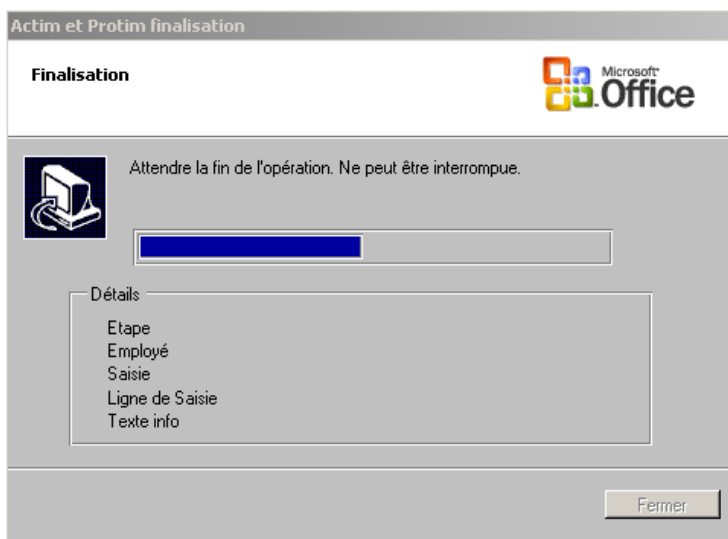 Actim et Protim finalisation
Finalisation
Microsoft
Office
Attendre la fin de l'opération. Ne peut être interrompue.
Détails
Etape
Employé
Saisie
Ligne de Saisie
Texte info
Fermer